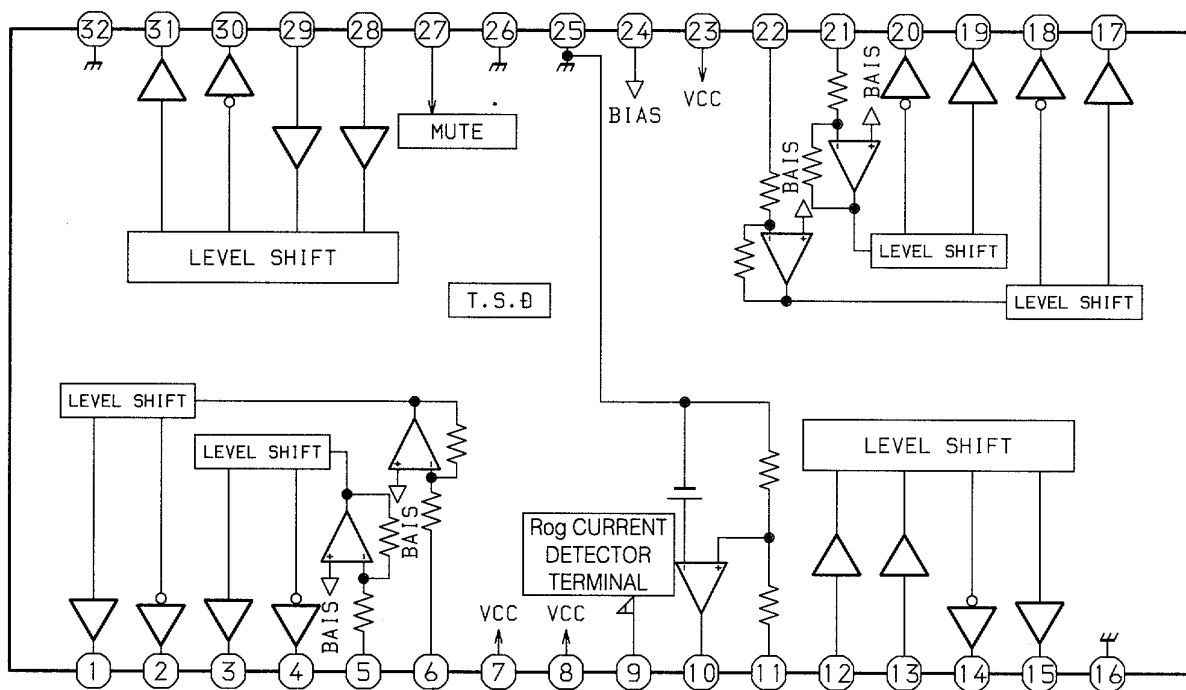 32 31 30 29 28 27 26 25 24 23 22 21 20 19 18 17
BIAS
VCC
BAIS
MUTE
BAIS
LEVEL SHIFT
LEVEL SHIFT
T.S.D
LEVEL SHIFT
LEVEL SHIFT
LEVEL SHIFT
LEVEL SHIFT
BAIS
BAIS
Rog CURRENT
DETECTOR
TERMINAL
VCC
VCC
1 2 3 4 5 6 7 8 9 10 11 12 13 14 15 16